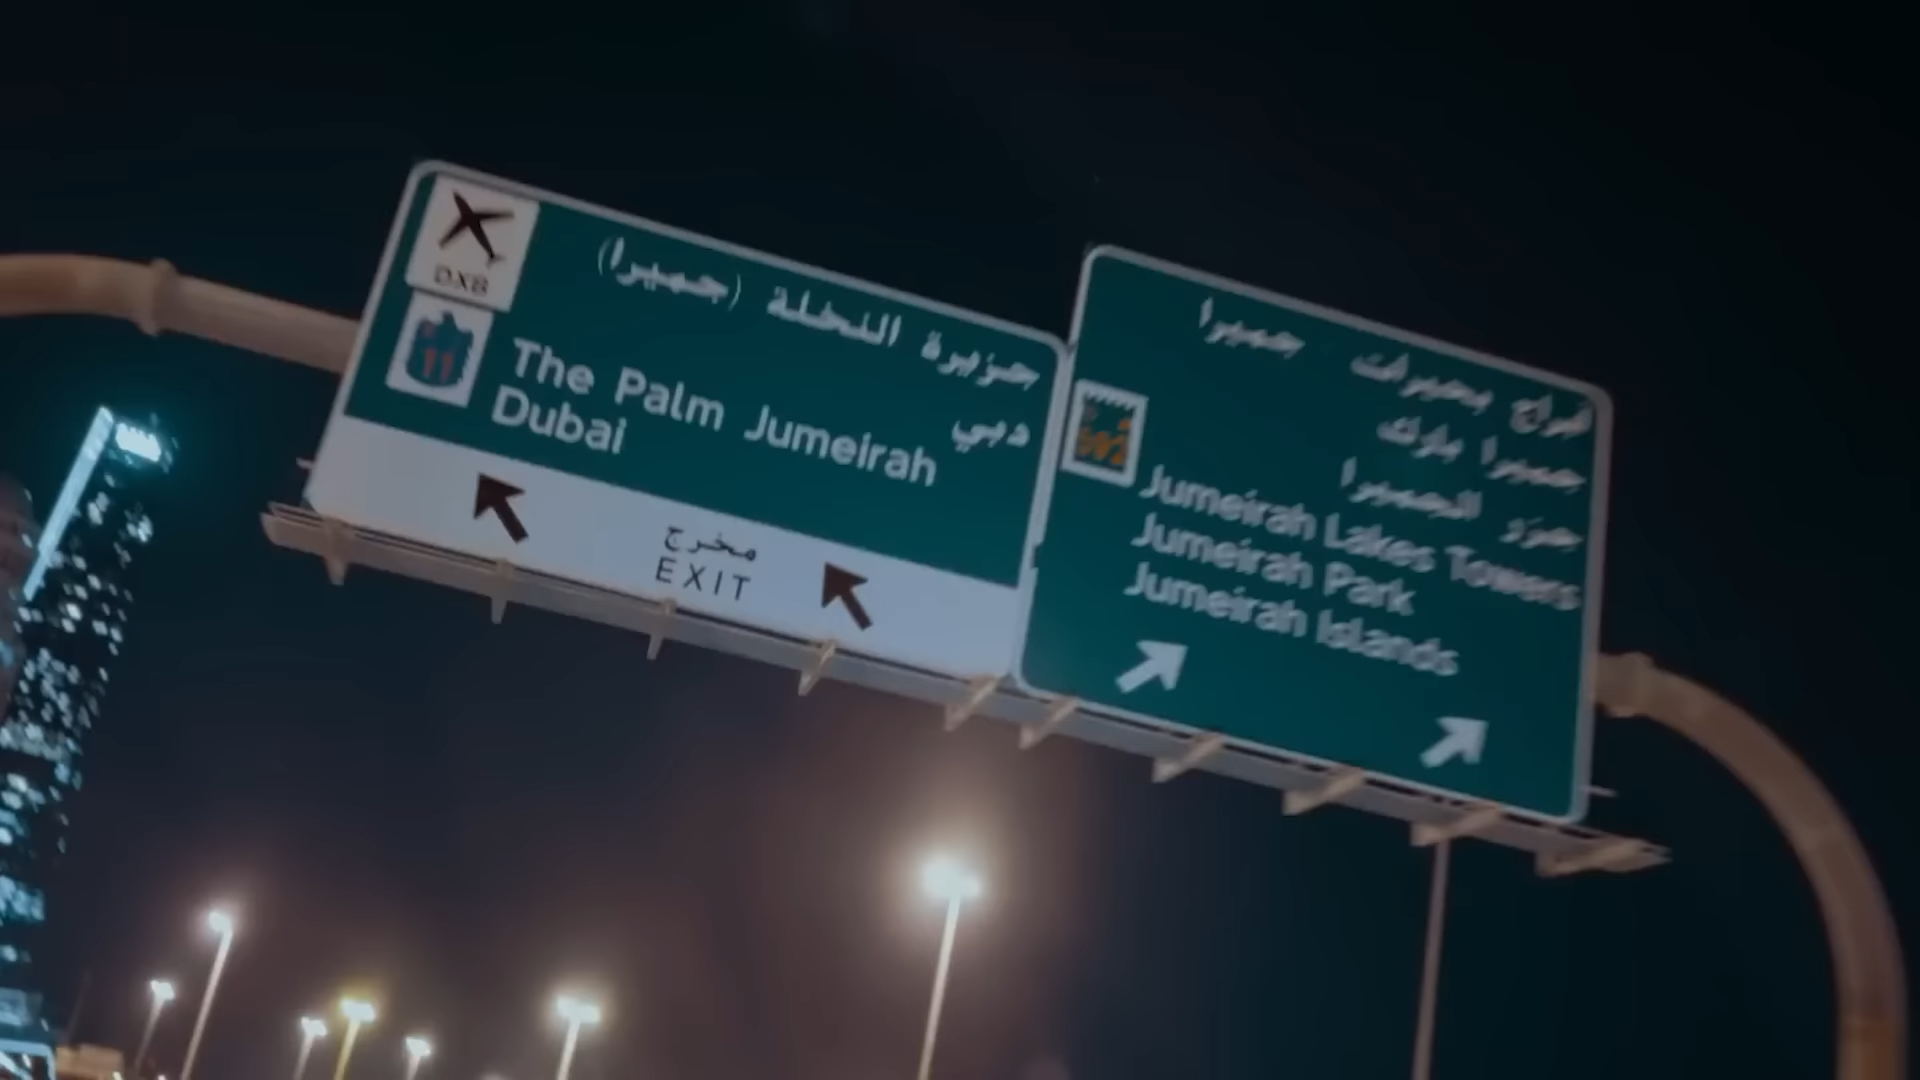 DXB
11
جزيرة النخلة (جميرا)
دبي
The Palm Jumeirah
Dubai
مخرج
EXIT
أبراج بحيرات جميرا
جميرا بارك
جزر الجميرا
Jumeirah Lakes Towers
Jumeirah Park
Jumeirah Islands